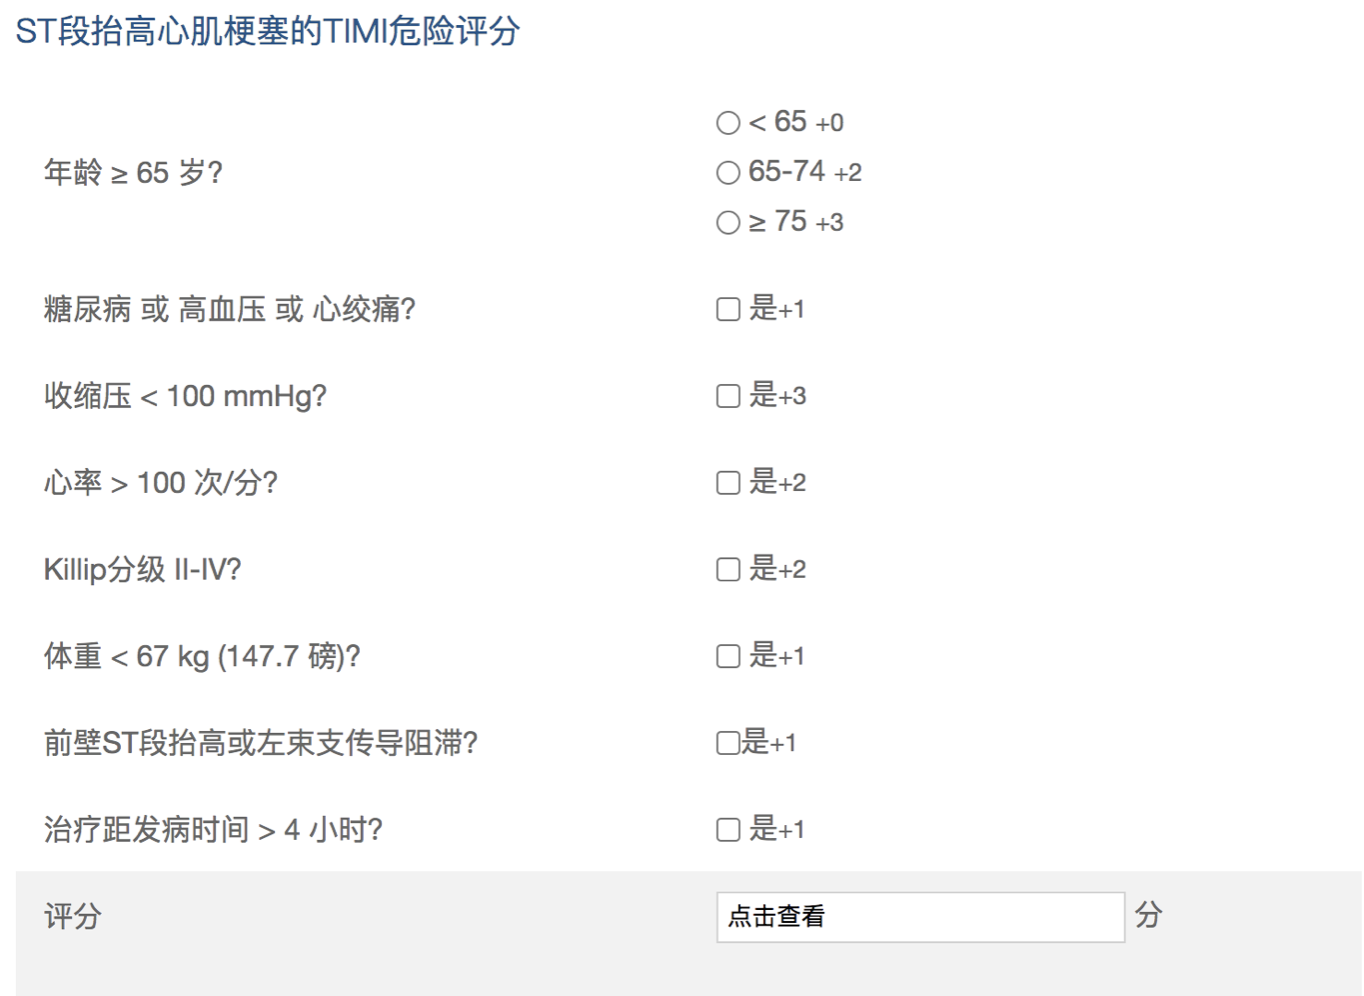 ST段抬高心肌梗塞的TIMI危险评分
< 65 +0
年龄 ≥ 65 岁?
65-74 +2
≥ 75 +3
糖尿病 或 高血压 或 心绞痛?
是+1
收缩压 < 100 mmHg?
是+3
心率 > 100 次/分?
是+2
Killip分级 II-IV?
是+2
体重 < 67 kg (147.7 磅)?
是+1
前壁ST段抬高或左束支传导阻滞?
是+1
治疗距发病时间 > 4 小时?
是+1
评分
点击查看
分